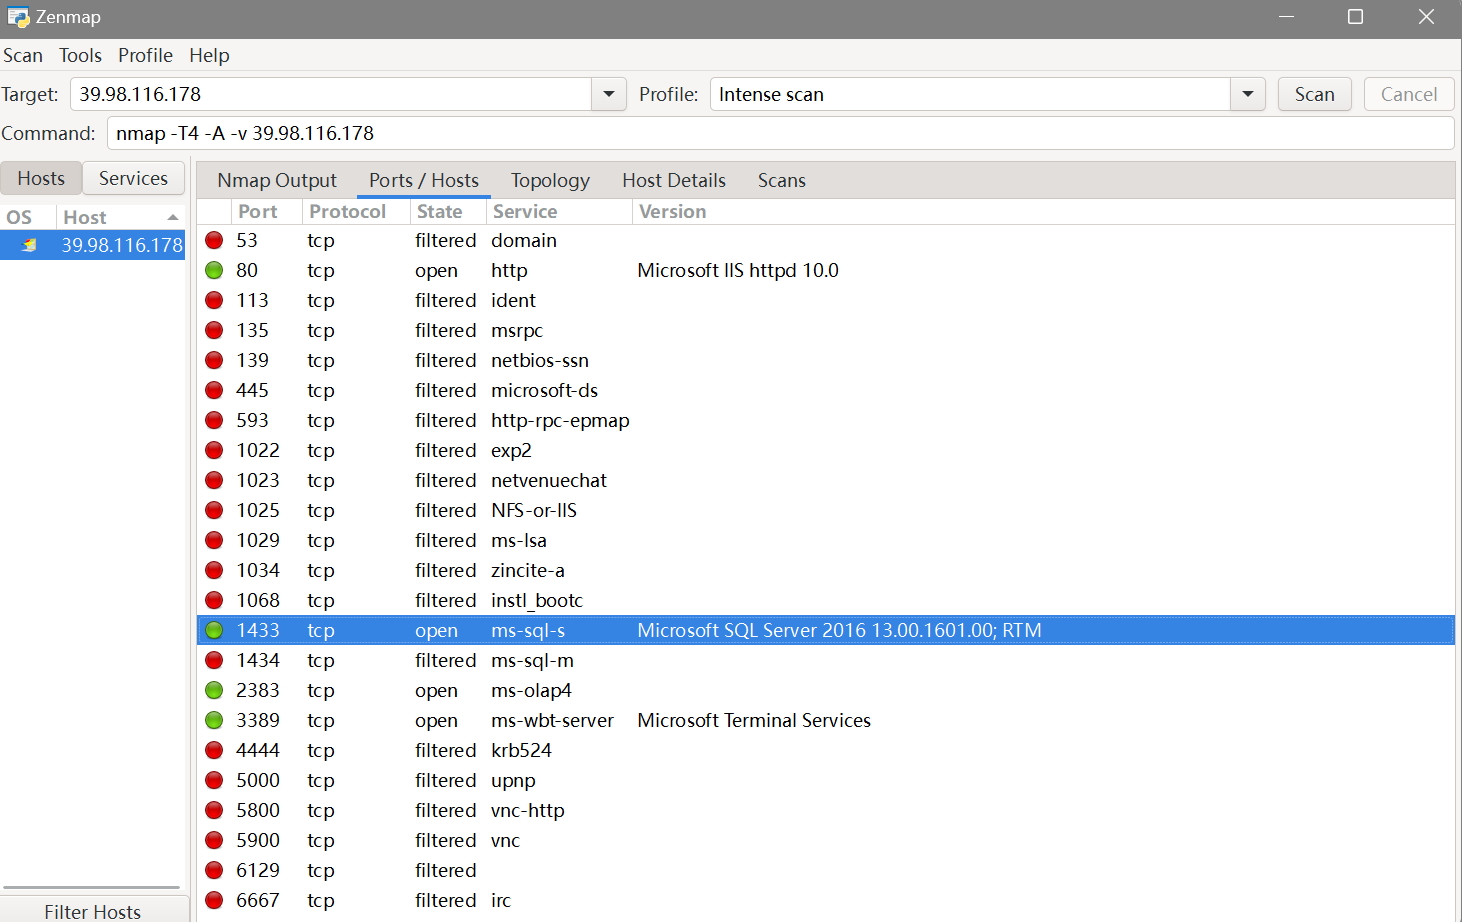 Zenmap
Scan Tools Profile Help
Target: 39.98.116.178 Profile: Intense scan Scan Cancel
Command: nmap -T4 -A -v 39.98.116.178
Hosts Services Nmap Output Ports / Hosts Topology Host Details Scans
OS Host Port Protocol State Service Version
39.98.116.178
53 tcp filtered domain
80 tcp open http Microsoft IIS httpd 10.0
113 tcp filtered ident
135 tcp filtered msrpc
139 tcp filtered netbios-ssn
445 tcp filtered microsoft-ds
593 tcp filtered http-rpc-epmap
1022 tcp filtered exp2
1023 tcp filtered netvenuechat
1025 tcp filtered NFS-or-IIS
1029 tcp filtered ms-lsa
1034 tcp filtered zincite-a
1068 tcp filtered instl_bootc
1433 tcp open ms-sql-s Microsoft SQL Server 2016 13.00.1601.00; RTM
1434 tcp filtered ms-sql-m
2383 tcp open ms-olap4
3389 tcp open ms-wbt-server Microsoft Terminal Services
4444 tcp filtered krb524
5000 tcp filtered upnp
5800 tcp filtered vnc-http
5900 tcp filtered vnc
6129 tcp filtered
6667 tcp filtered irc
Filter Hosts